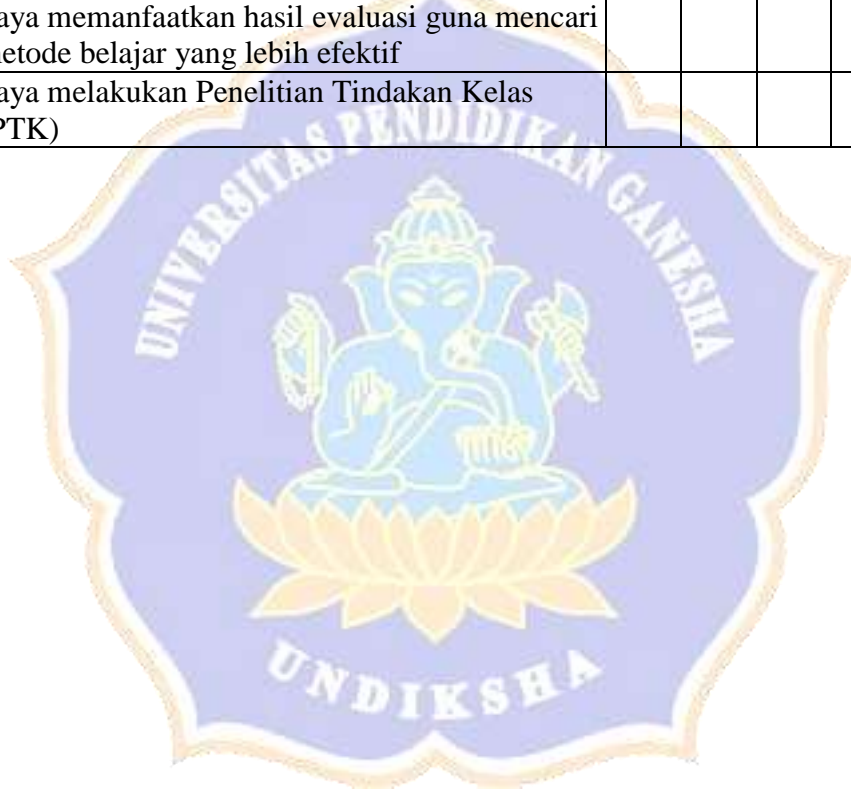 aya memanfaatkan hasil evaluasi guna mencari
etode belajar yang lebih efektif
aya melakukan Penelitian Tindakan Kelas
PTK)
UNIVERSITAS PENDIDIKAN GANESHA
UNDIKSHA